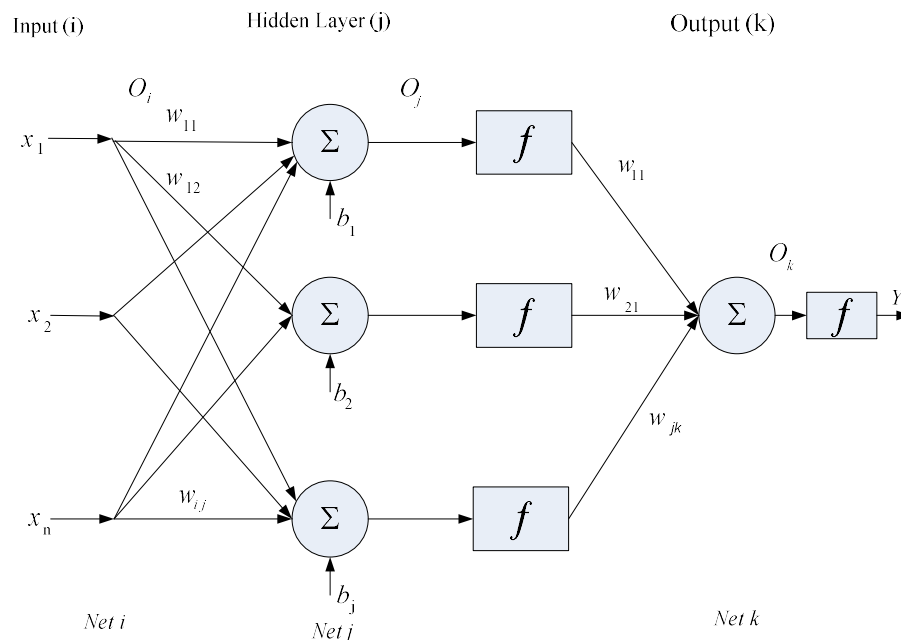 Input (i)
Hidden Layer (j)
Output (k)
O_i
O_j
x_1
w_11
Σ
f
w_12
w_11
b_1
O_k
x_2
Σ
f
w_21
Σ
f
Y
b_2
w_jk
x_n
w_ij
Σ
f
b_j
Net i
Net j
Net k